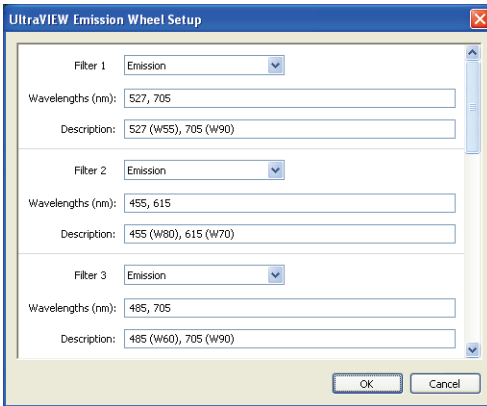 UltraVIEW Emission Wheel Setup
Filter 1 Emission
Wavelengths (nm): 527, 705
Description: 527 (W55), 705 (W90)
Filter 2 Emission
Wavelengths (nm): 455, 615
Description: 455 (W80), 615 (W70)
Filter 3 Emission
Wavelengths (nm): 485, 705
Description: 485 (W60), 705 (W90)
OK Cancel